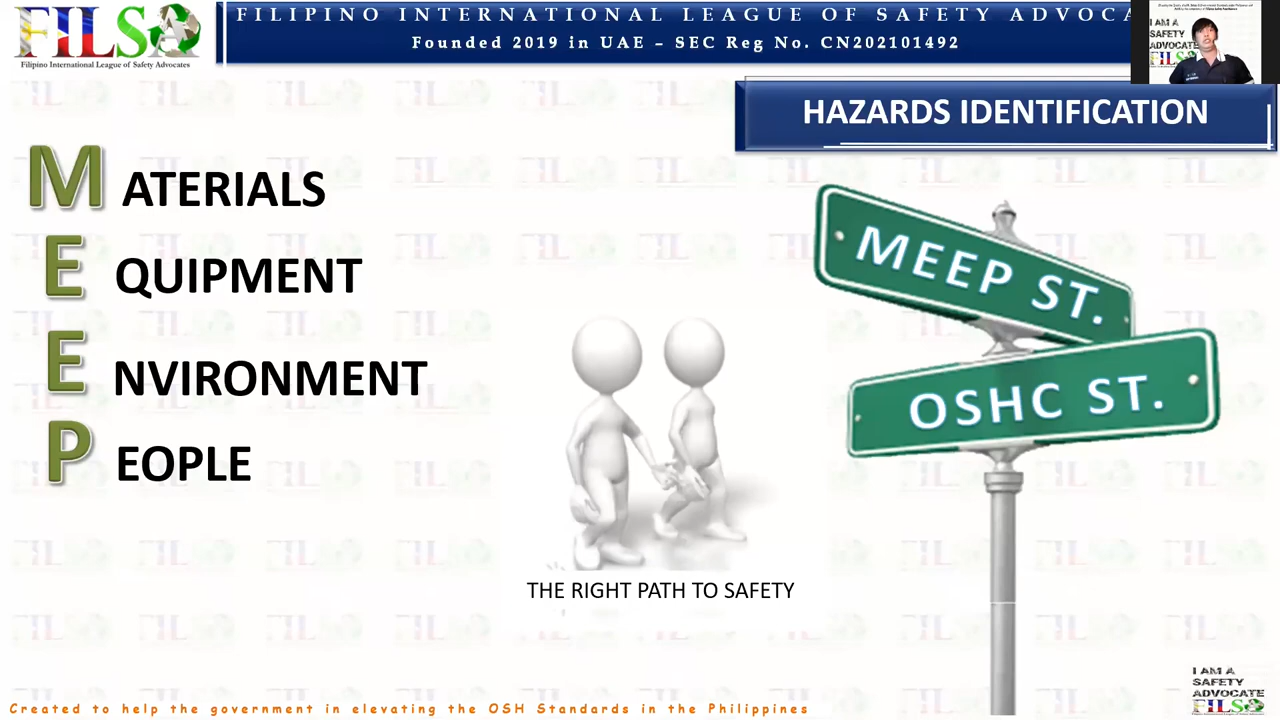 FILSA
Filipino International League of Safety Advocates
FILIPINO INTERNATIONAL LEAGUE OF SAFETY ADVOCA
Founded 2019 in UAE – SEC Reg No. CN202101492
I AM A
SAFETY
ADVOCATE
FILS
HAZARDS IDENTIFICATION
MATERIALS
EQUIPMENT
ENVIRONMENT
PEOPLE
MEEP ST.
OSHC ST.
THE RIGHT PATH TO SAFETY
I AM A
SAFETY
ADVOCATE
FILSA
Created to help the government in elevating the OSH Standards in the Philippines